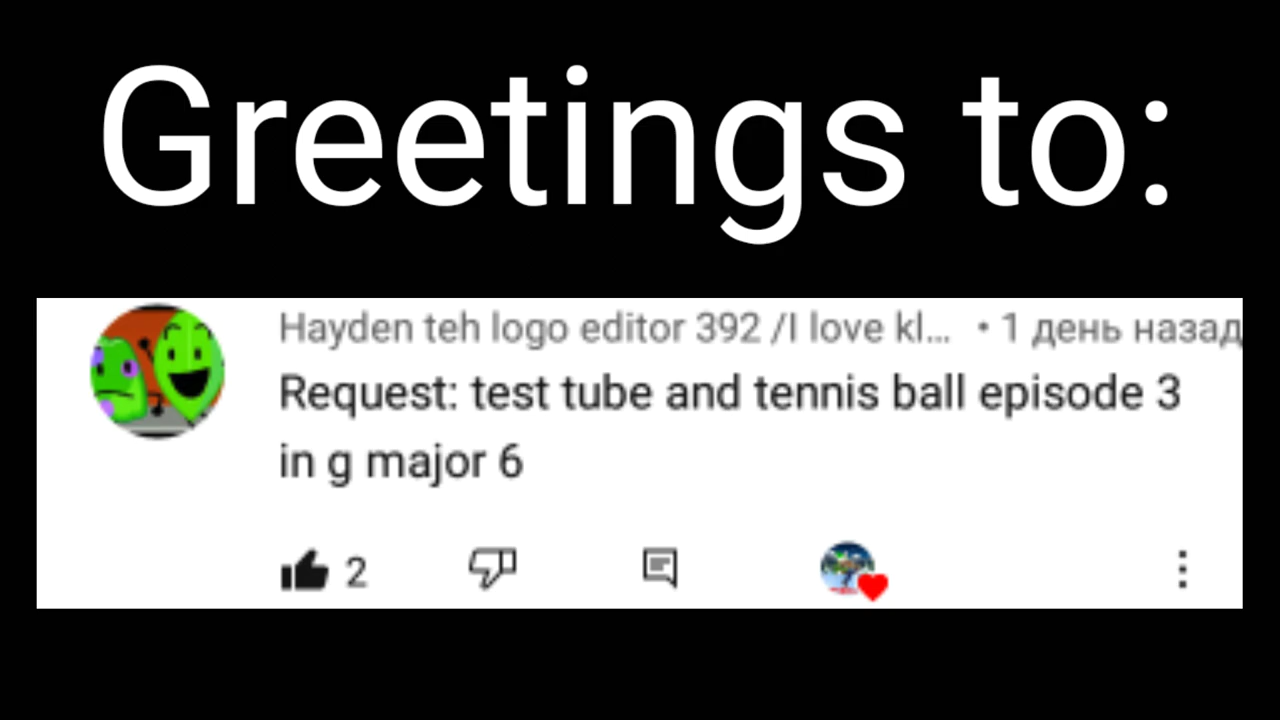 Greetings to:
Hayden teh logo editor 392 /I love kl... • 1 день назад
Request: test tube and tennis ball episode 3
in g major 6
2